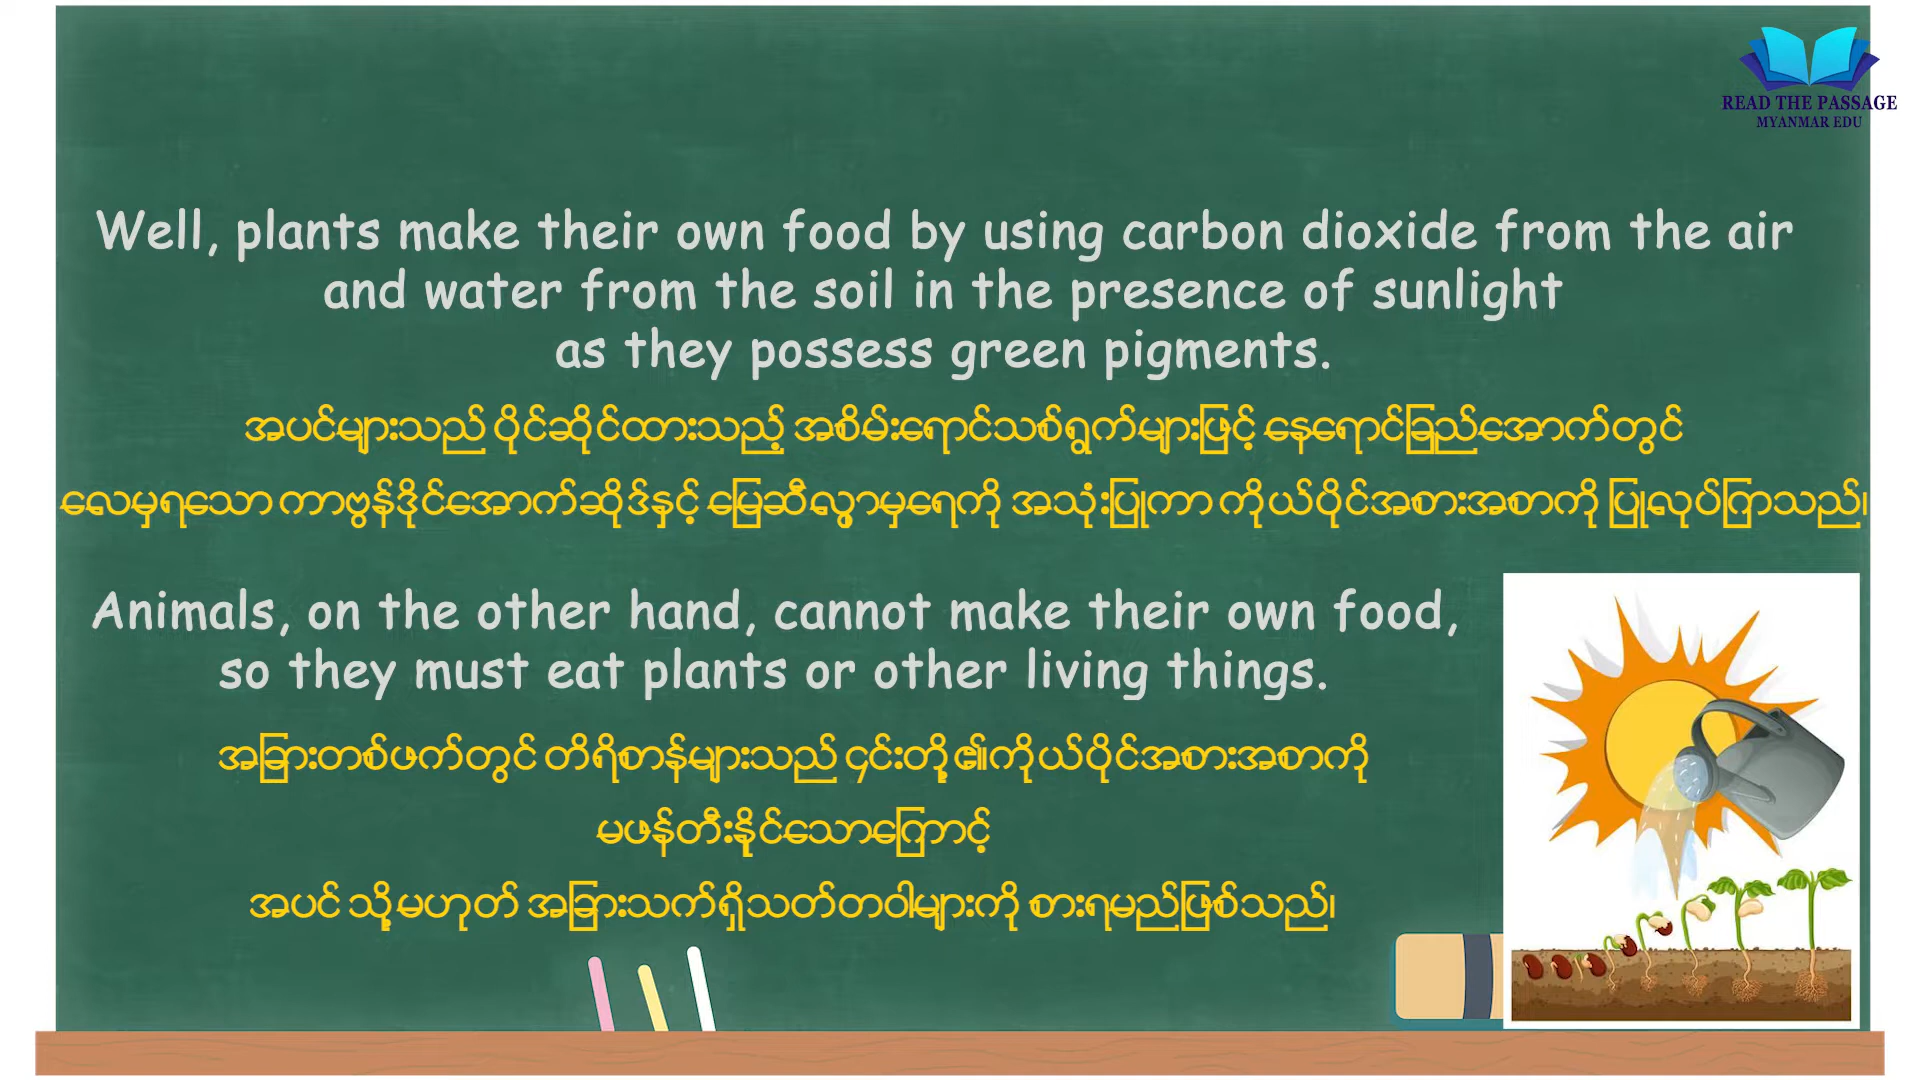 READ THE PASSAGE
MYANMAR EDU
Well, plants make their own food by using carbon dioxide from the air
and water from the soil in the presence of sunlight
as they possess green pigments.
အပင်များသည် ပိုင်ဆိုင်ထားသည့် အစိမ်းရောင်သစ်ရွက်များဖြင့် နေရောင်ခြည်အောက်တွင်
လေမှရသော ကာဗွန်ဒိုင်အောက်ဆိုဒ်နှင့် မြေဆီလွှာမှရေကို အသုံးပြုကာ ကိုယ်ပိုင်အစားအစာကို ပြုလုပ်ကြသည်၊
Animals, on the other hand, cannot make their own food,
so they must eat plants or other living things.
အခြားတစ်ဖက်တွင် တိရိစာန်များသည် ၄င်းတို့၏ကိုယ်ပိုင်အစားအစာကို
မဖန်တီးနိုင်သောကြောင့်
အပင် သို့မဟုတ် အခြားသက်ရှိသတ်တဝါများကို စားရမည်ဖြစ်သည်၊